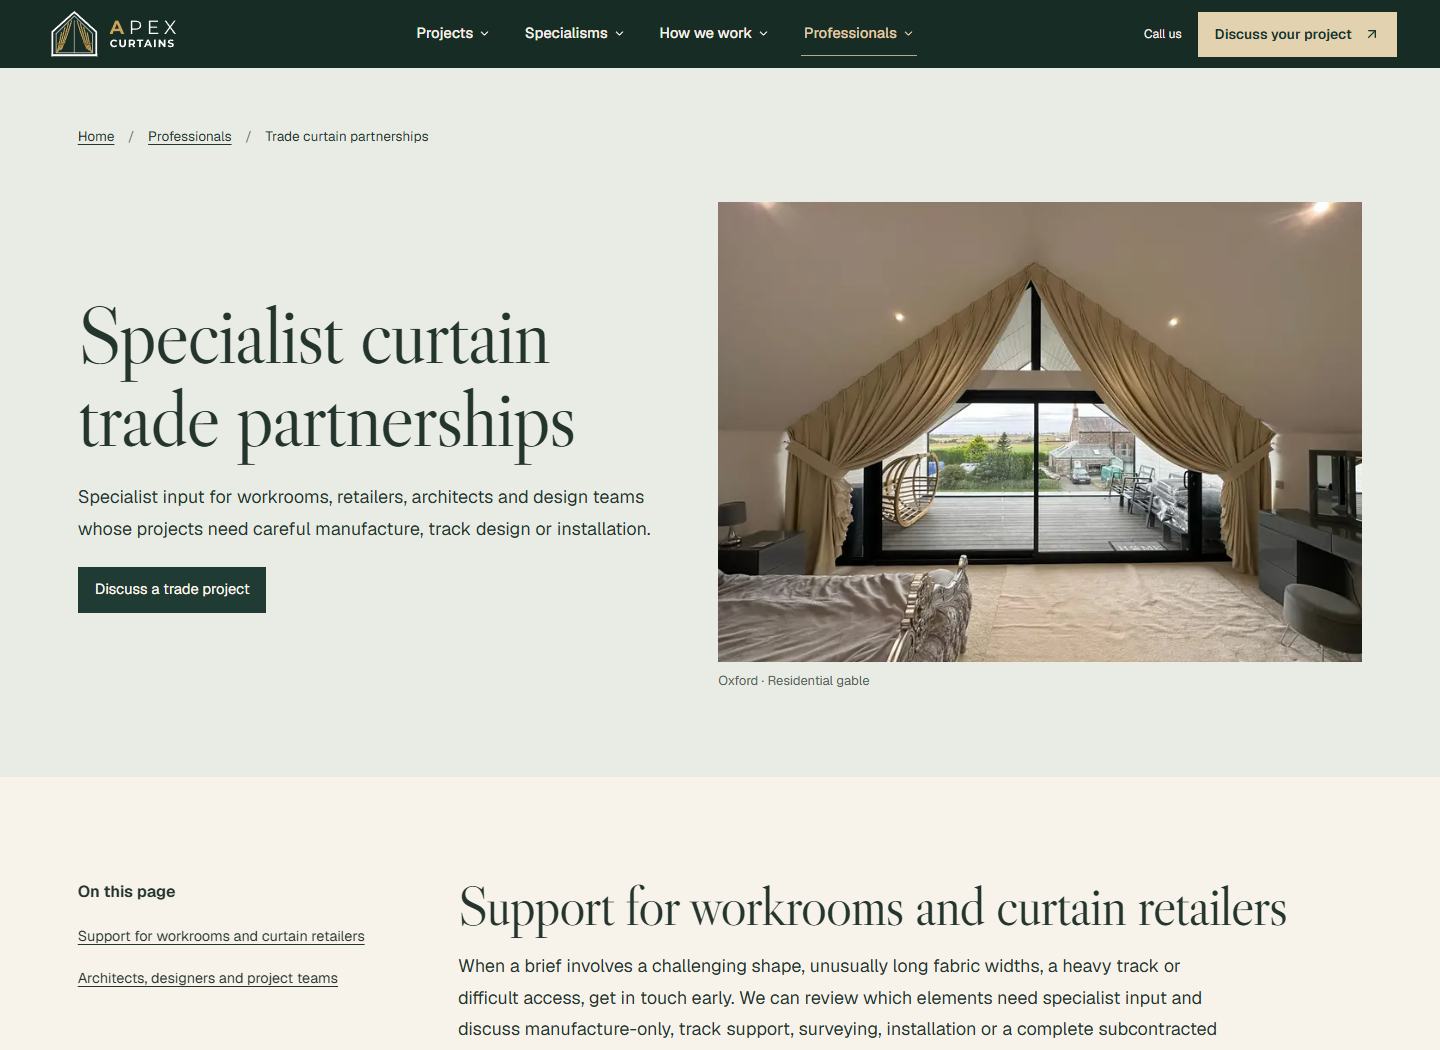 APEX
CURTAINS
Projects
Specialisms
How we work
Professionals
Call us
Discuss your project
Home / Professionals / Trade curtain partnerships
Specialist curtain
trade partnerships
Specialist input for workrooms, retailers, architects and design teams
whose projects need careful manufacture, track design or installation.
Discuss a trade project
Oxford · Residential gable
On this page
Support for workrooms and curtain retailers
Architects, designers and project teams
Support for workrooms and curtain retailers
When a brief involves a challenging shape, unusually long fabric widths, a heavy track or
difficult access, get in touch early. We can review which elements need specialist input and
discuss manufacture-only, track support, surveying, installation or a complete subcontracted